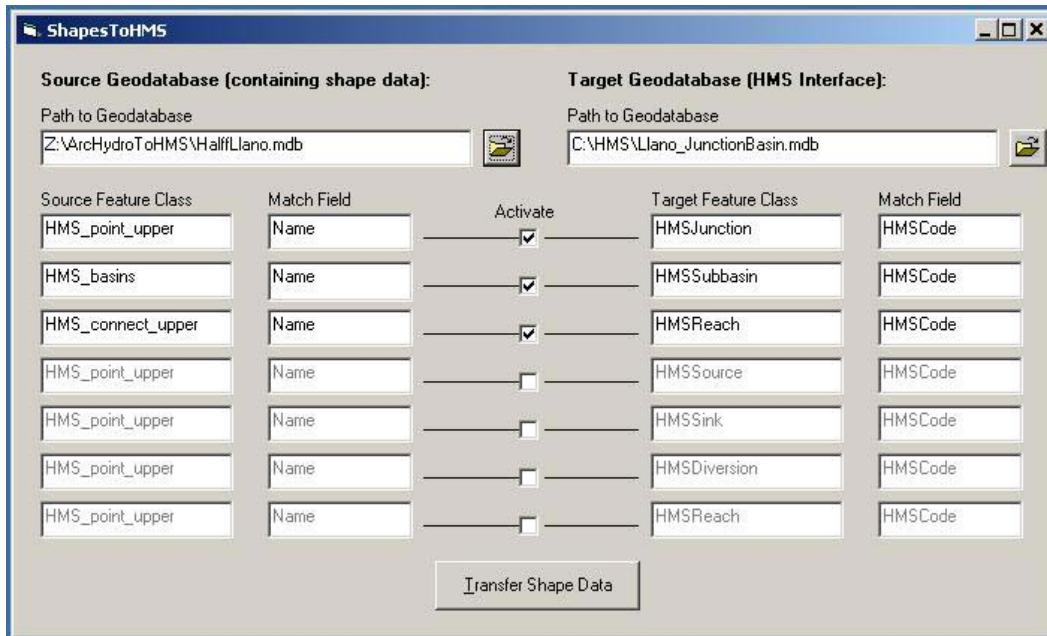 ShapesToHMS
Source Geodatabase (containing shape data): Target Geodatabase (HMS Interface):
Path to Geodatabase Path to Geodatabase
Z:\ArcHydroToHMS\HalffLlano.mdb C:\HMS\Llano_JunctionBasin.mdb
Source Feature Class Match Field Activate Target Feature Class Match Field
HMS_point_upper Name HMSJunction HMSCode
HMS_basins Name HMSSubbasin HMSCode
HMS_connect_upper Name HMSReach HMSCode
HMS_point_upper Name HMSSource HMSCode
HMS_point_upper Name HMSSink HMSCode
HMS_point_upper Name HMSDiversion HMSCode
HMS_point_upper Name HMSReach HMSCode
Transfer Shape Data